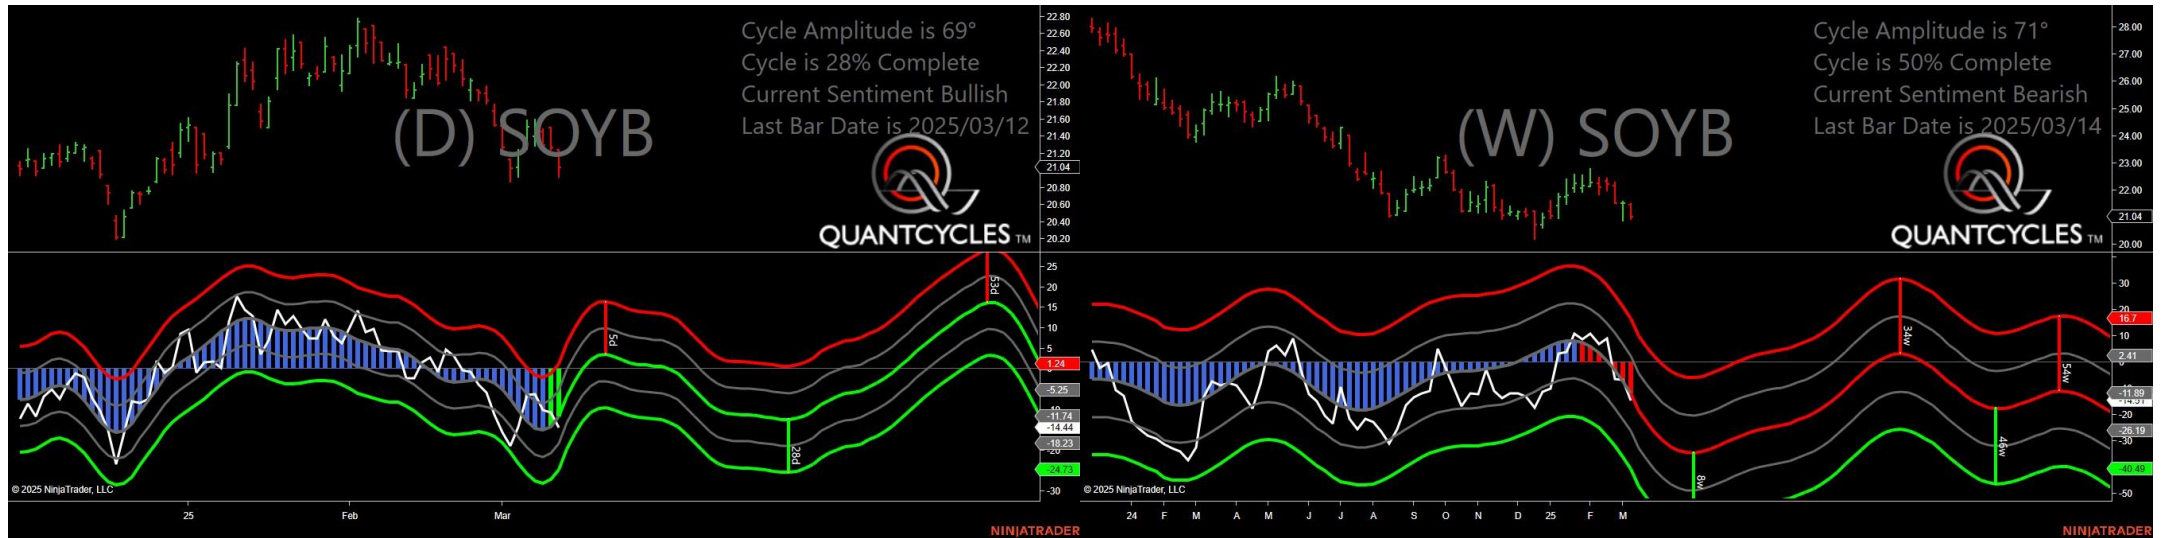 Cycle Amplitude is 69°
Cycle is 28% Complete
Current Sentiment Bullish
Last Bar Date is 2025/03/12
(D) SOYB
QUANTCYCLES TM
22.80
22.60
22.40
22.20
22.00
21.80
21.60
21.40
21.20
21.04
20.80
20.60
20.40
20.20
25
20
15
10
5
1.24
-5.25
-11.74
-14.44
-18.23
-20
-24.73
-30
5d
28d
53d
© 2025 NinjaTrader, LLC
25
Feb
Mar
NINJATRADER
Cycle Amplitude is 71°
Cycle is 50% Complete
Current Sentiment Bearish
Last Bar Date is 2025/03/14
(W) SOYB
QUANTCYCLES TM
28.00
27.00
26.00
25.00
24.00
23.00
22.00
21.04
20.00
30
20
16.7
10
2.41
0
-11.89
-20
-26.19
-30
-40.49
-50
8w
34w
46w
54w
© 2025 NinjaTrader, LLC
24 F M A M J J A S O N D 25 F M
NINJATRADER